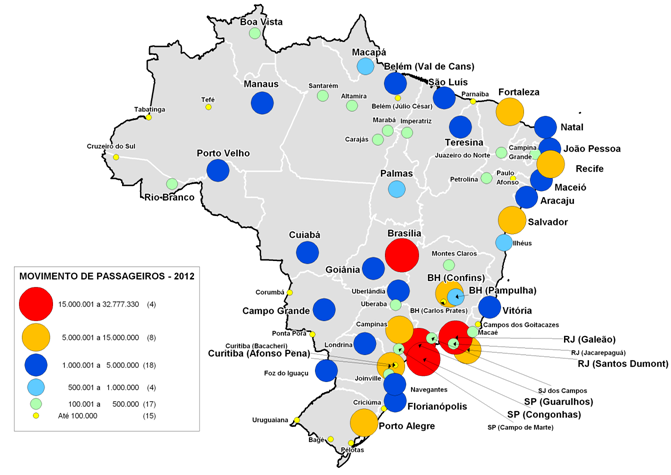 Boa Vista
Macapá
Belém (Val de Cans)
São Luis
Santarém
Fortaleza
Manaus
Altamira
Parnaíba
Tefé
Belém (Júlio César)
Tabatinga
Marabá
Imperatriz
Natal
Teresina
Carajás
João Pessoa
Cruzeiro do Sul
Campina
Grande
Porto Velho
Juazeiro do Norte
Recife
Palmas
Petrolina
Paulo
Afonso
Maceió
Rio Branco
Aracaju
Salvador
Brasília
Cuiabá
Ilhéus
Montes Claros
Goiânia
BH (Confins)
MOVIMENTO DE PASSAGEIROS - 2012
15.000.001 a 32.777.330 (4)
5.000.001 a 15.000.000 (8)
1.000.001 a 5.000.000 (18)
500.001 a 1.000.000 (4)
100.001 a 500.000 (17)
Até 100.000 (15)
Uberlândia
BH (Pampulha)
Corumbá
Uberaba
BH (Carlos Prates)
Vitória
Campo Grande
Campinas
Campos dos Goitacazes
Macaé
Ponta Porã
RJ (Galeão)
Londrina
Curitiba (Bacacheri)
RJ (Jacarepaguá)
Curitiba (Afonso Pena)
RJ (Santos Dumont)
Foz do Iguaçu
Joinville
Navegantes
SJ dos Campos
SP (Guarulhos)
Criciúma
Florianópolis
SP (Congonhas)
Uruguaiana
Porto Alegre
SP (Campo de Marte)
Bagé
Pelotas